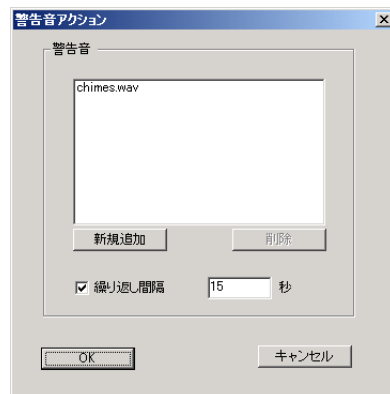 警告音アクション
警告音
chimes.wav
新規追加 削除
繰り返し間隔 15 秒
OK キャンセル